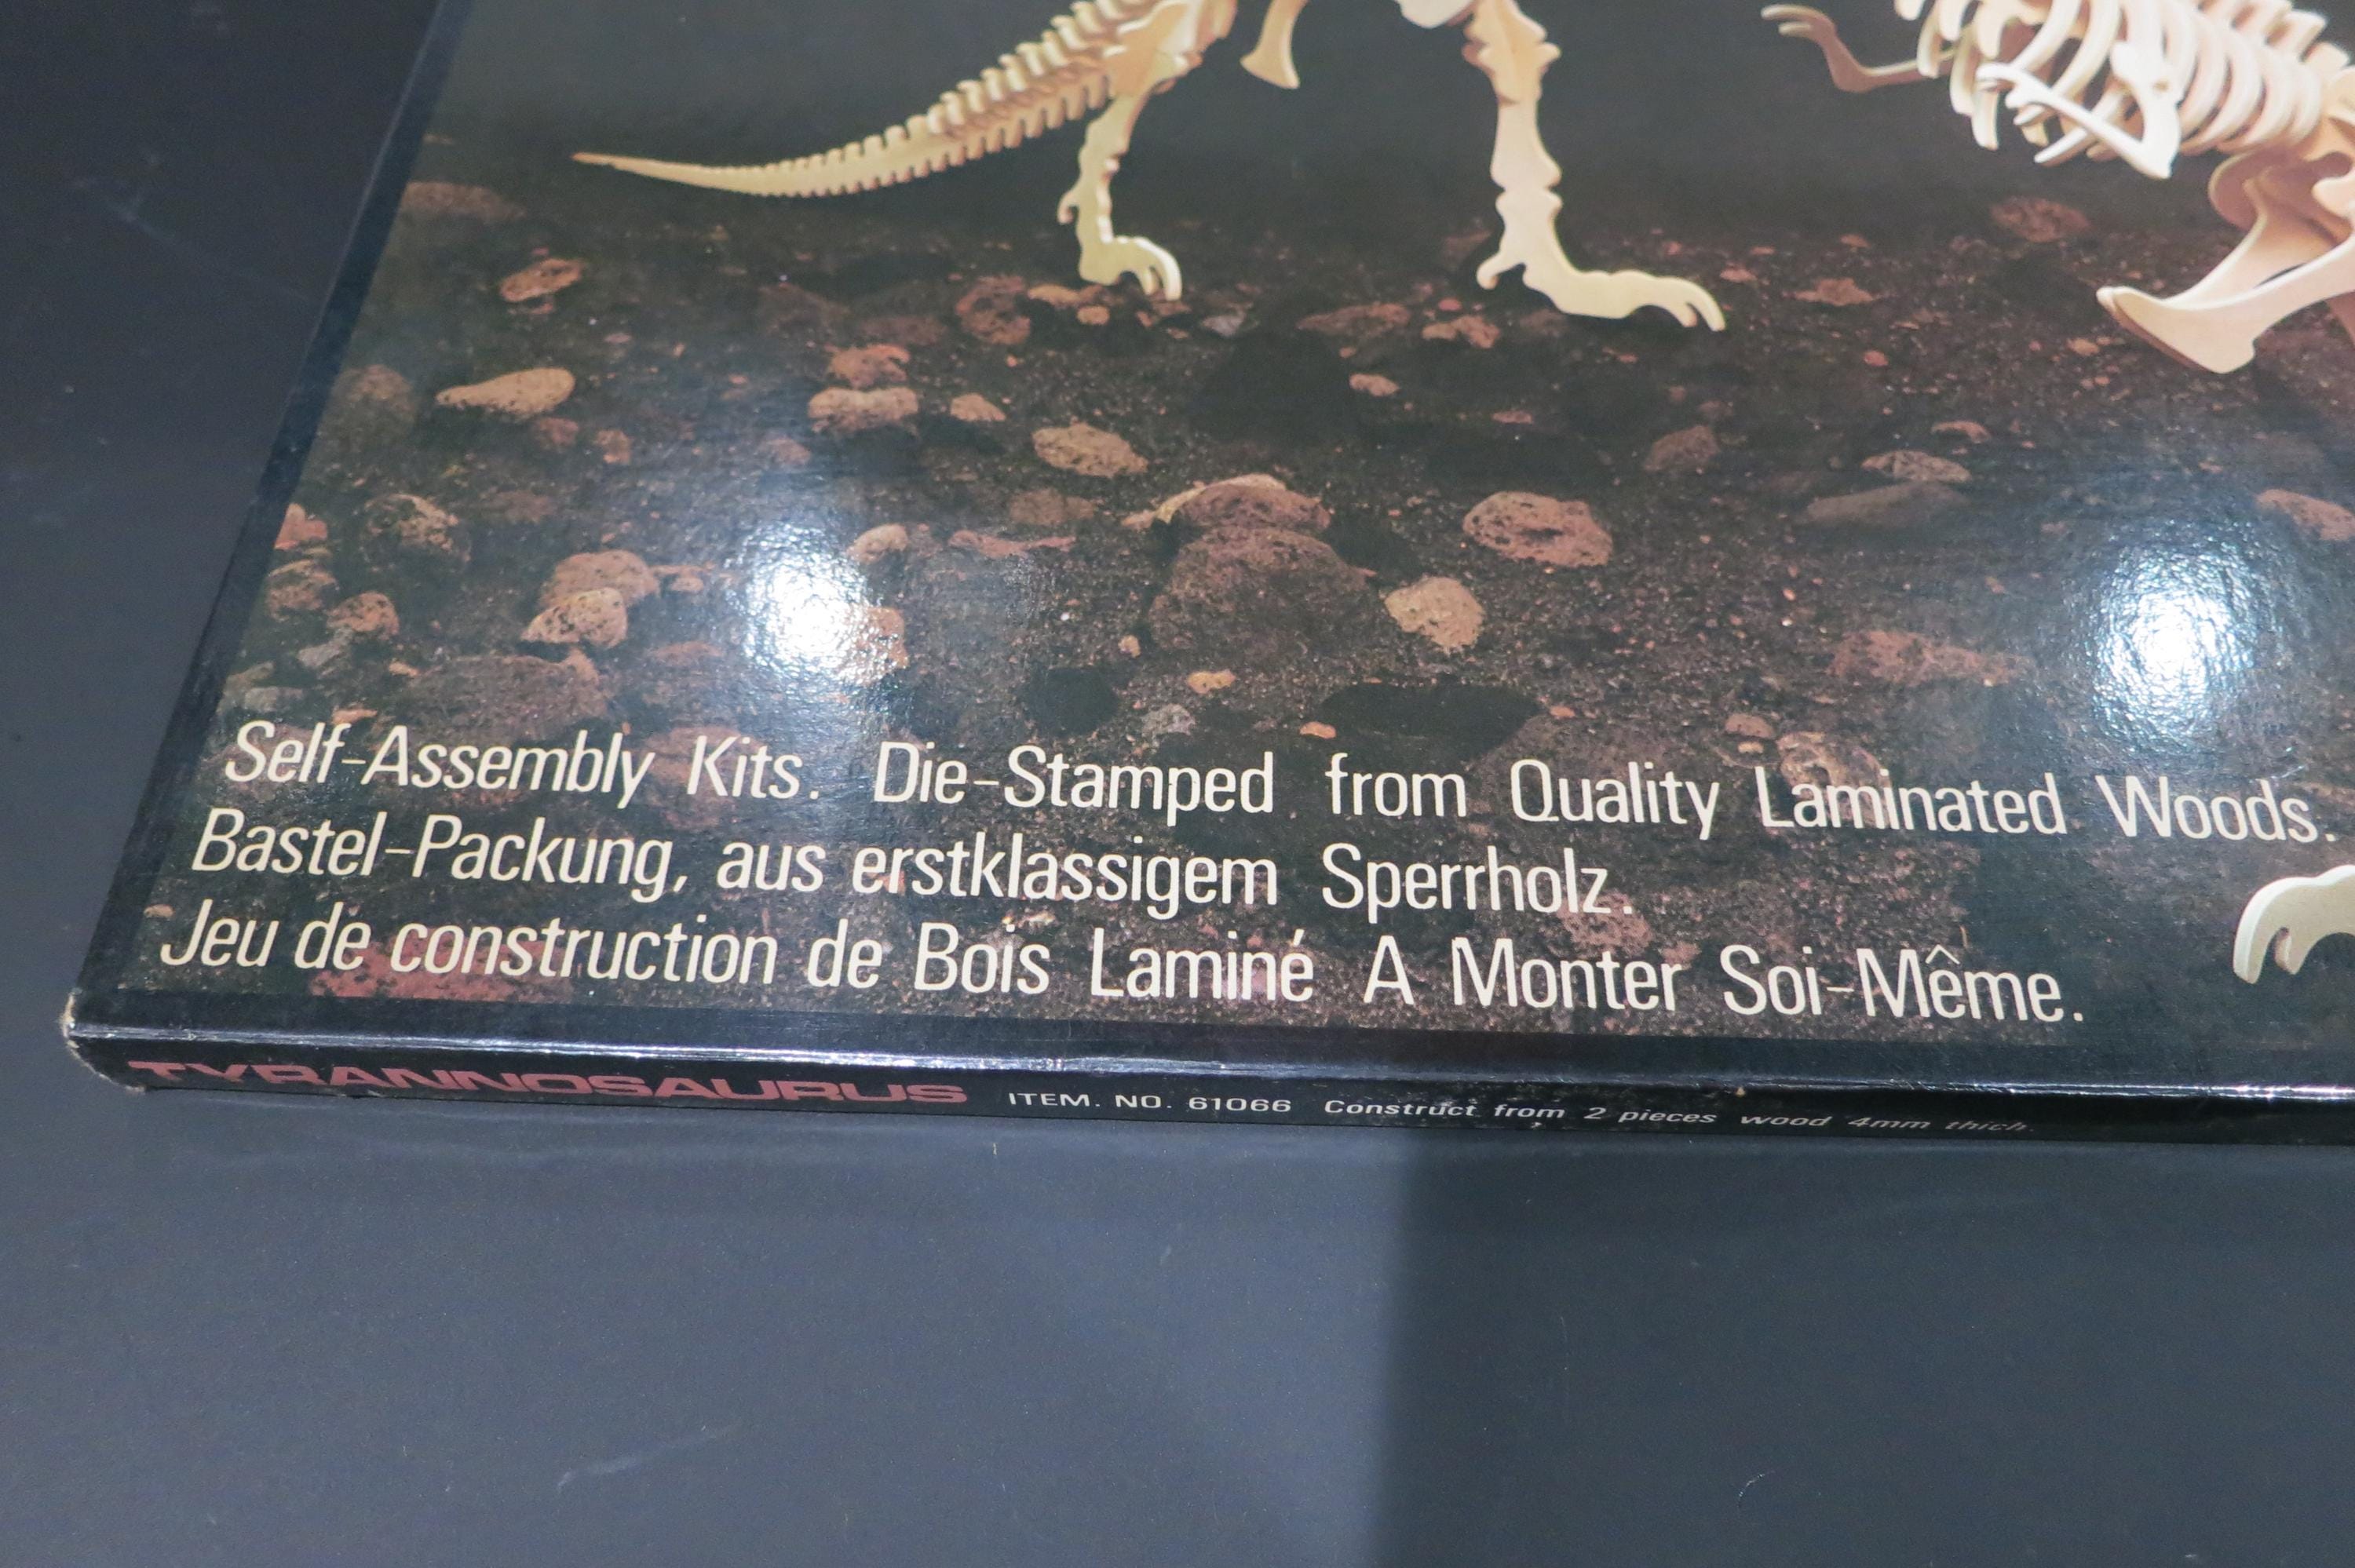 Self-Assembly Kits. Die-Stamped from Quality Laminated Woods.
Bastel-Packung, aus erstklassigem Sperrholz.
Jeu de construction de Bois Laminé A Monter Soi-Même.
TYRANNOSAURUS ITEM. NO. 61066 Construct from 2 pieces wood 4mm thich.